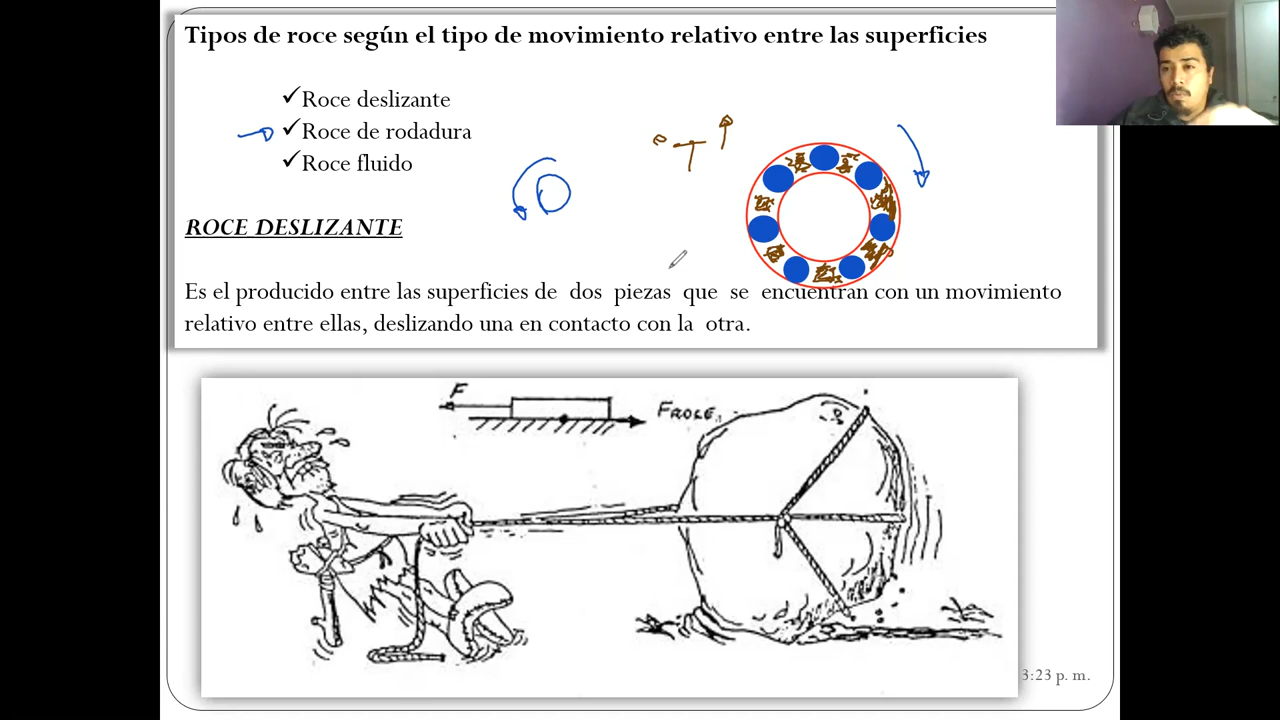 Tipos de roce según el tipo de movimiento relativo entre las superficies
✓Roce deslizante
✓Roce de rodadura
✓Roce fluido
T
ROCE DESLIZANTE
Es el producido entre las superficies de dos piezas que se encuentran con un movimiento
relativo entre ellas, deslizando una en contacto con la otra.
F
FROCE
3:23 p. m.